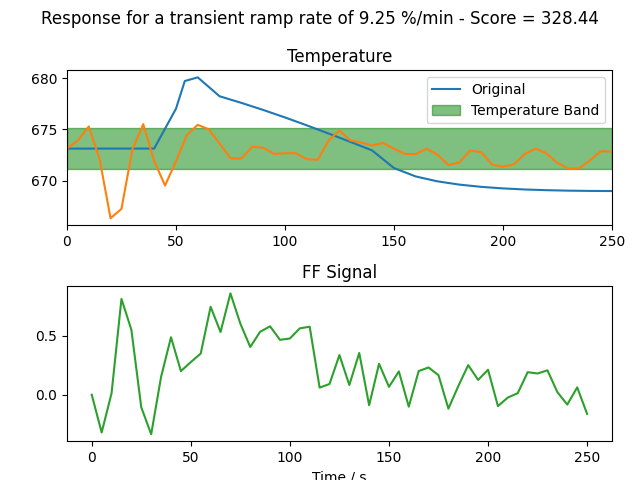 Response for a transient ramp rate of 9.25 %/min - Score = 328.44
Temperature
680
675
670
Original
Temperature Band
0 50 100 150 200 250
FF Signal
0.5
0.0
0 50 100 150 200 250
Time / s